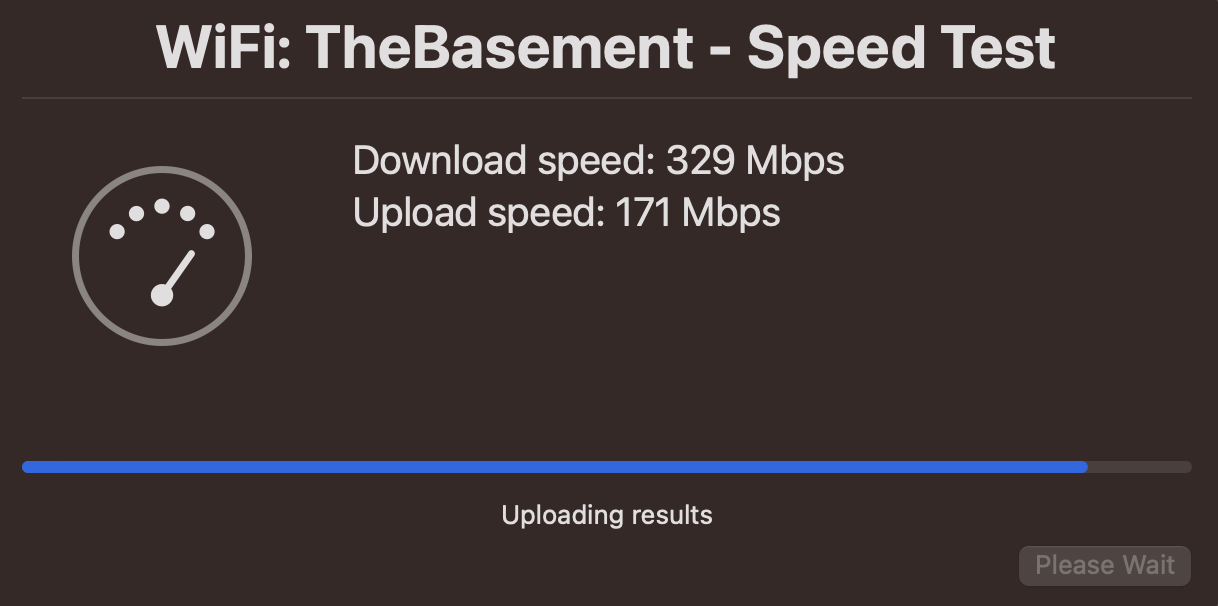 WiFi: TheBasement - Speed Test
Download speed: 329 Mbps
Upload speed: 171 Mbps
Uploading results
Please Wait